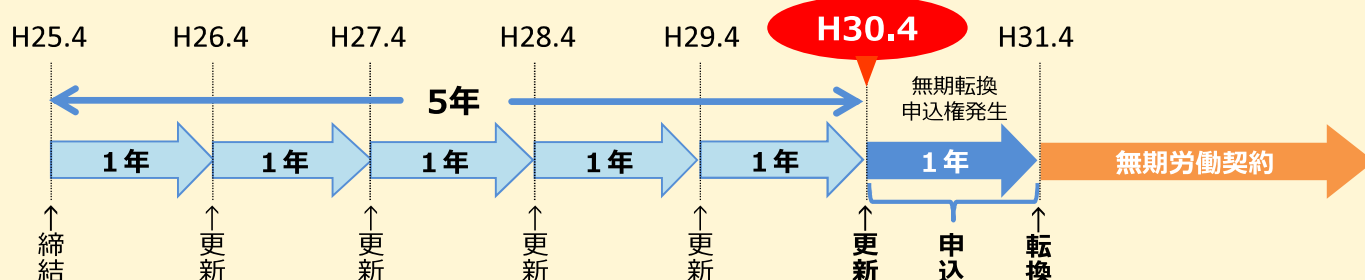 H25.4 H26.4 H27.4 H28.4 H29.4 H30.4 H31.4
5年
無期転換
申込権発生
1年 1年 1年 1年 1年 1年 無期労働契約
↑締結 ↑更新 ↑更新 ↑更新 ↑更新 ↑更新 申込 ↑転換